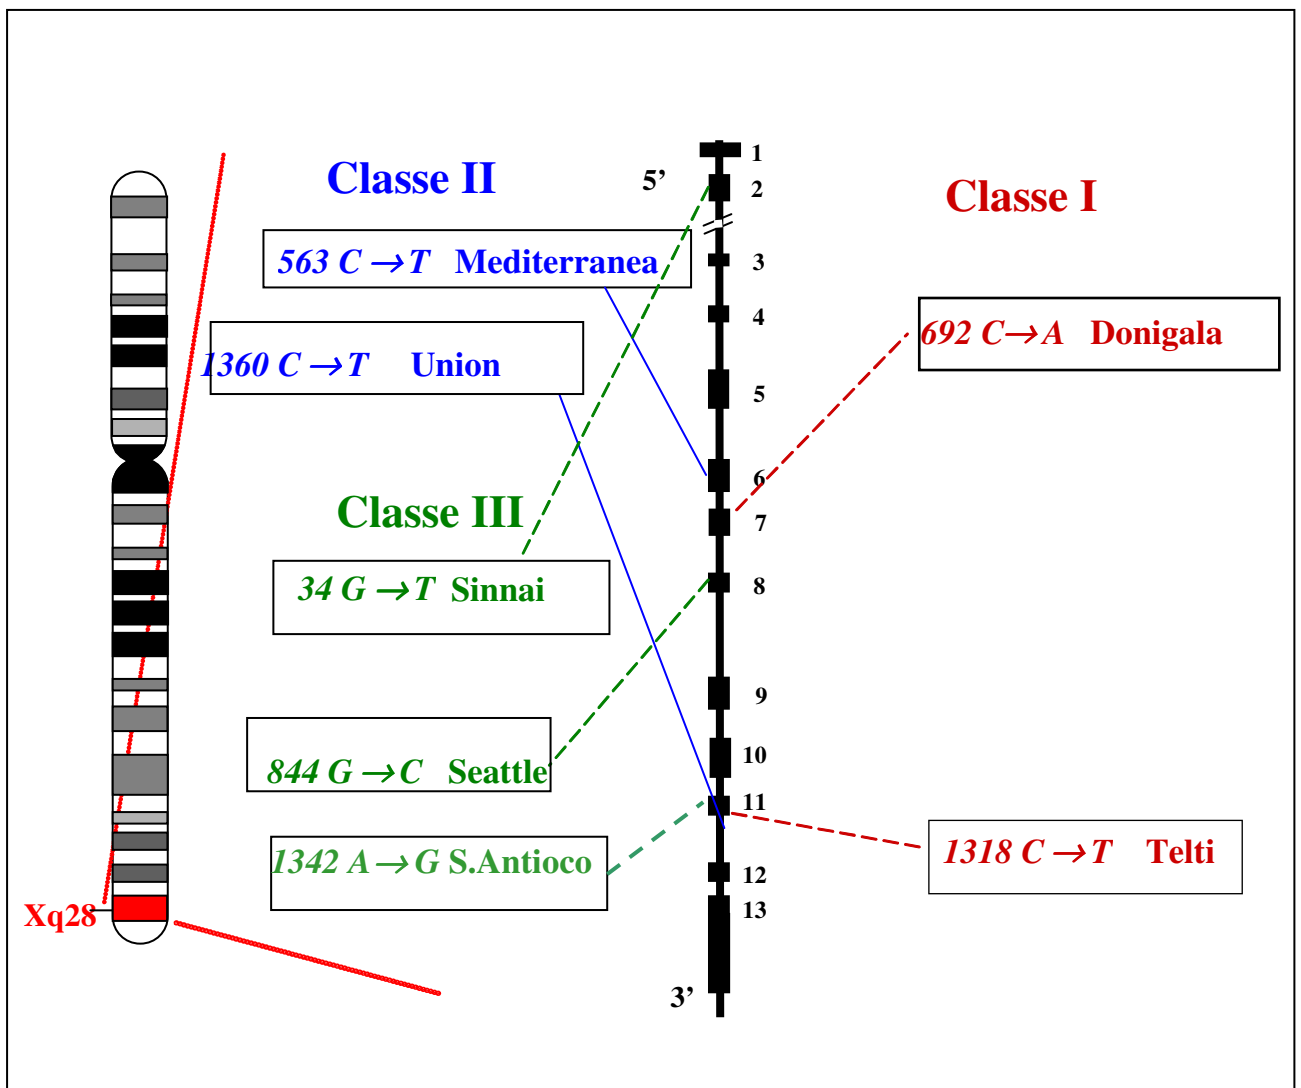 Classe II
563 C → T Mediterranea
1360 C → T Union
Classe III
34 G → T Sinnai
844 G → C Seattle
1342 A → G S.Antioco
Xq28
5’
1
2
3
4
5
6
7
8
9
10
11
12
13
3’
Classe I
692 C → A Donigala
1318 C → T Telti